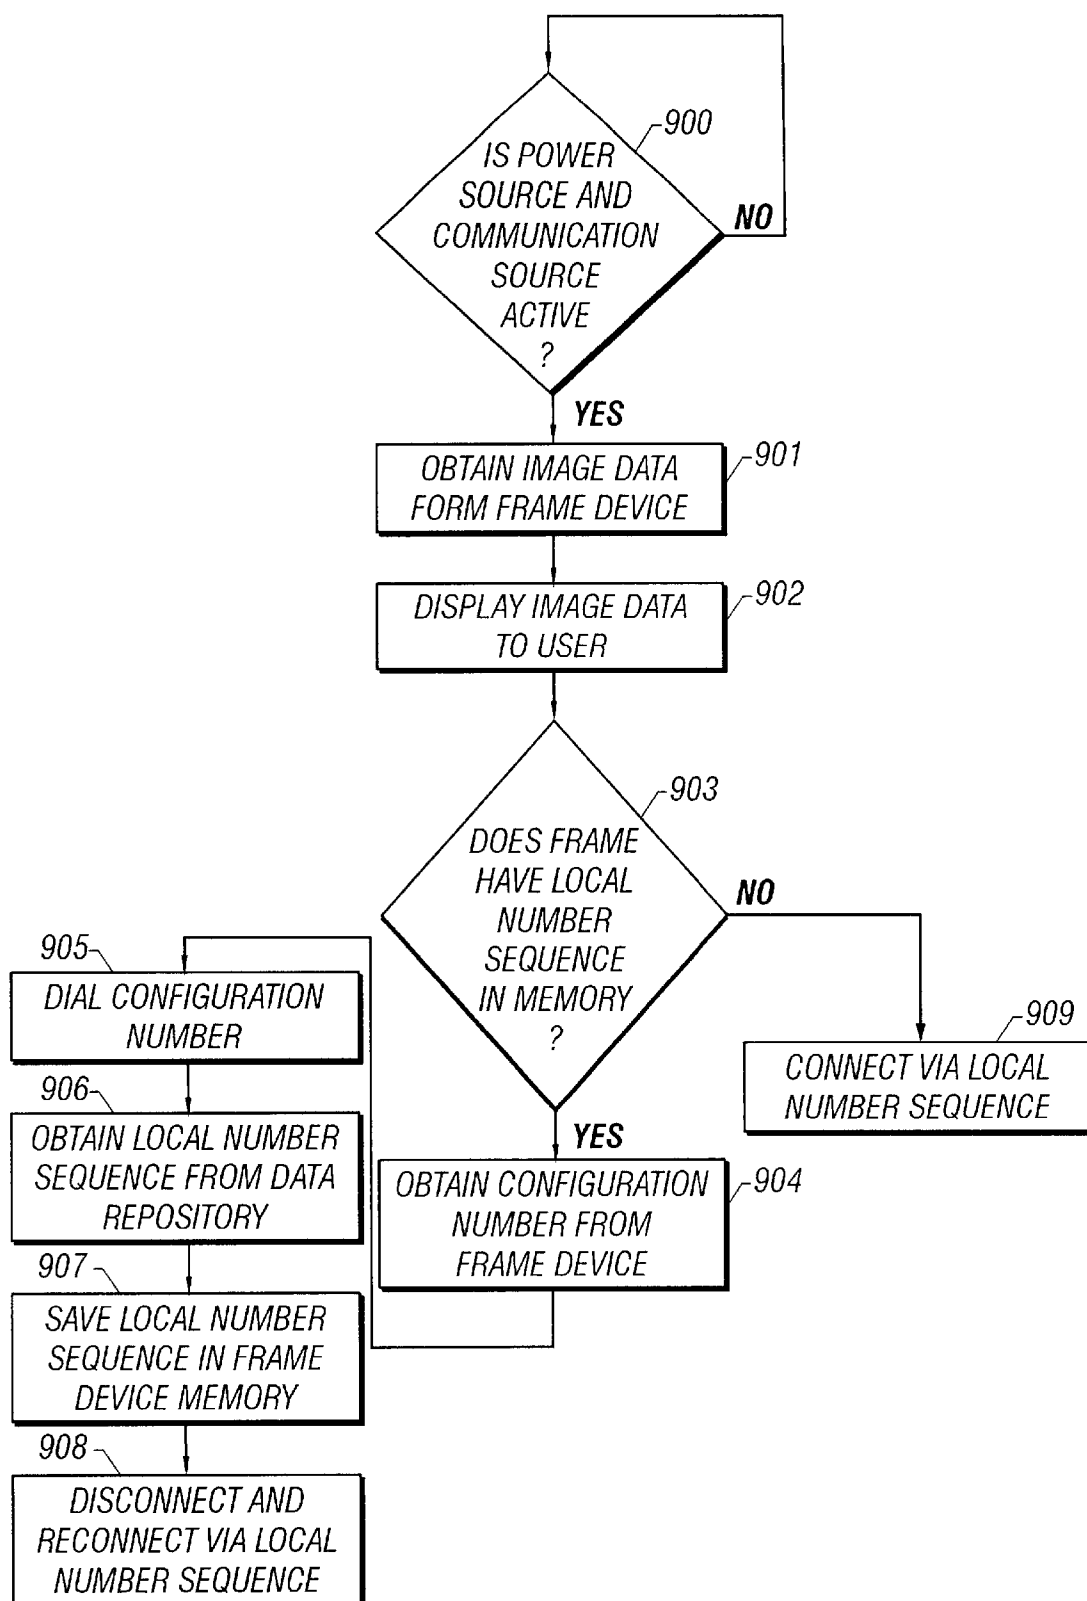 900
IS POWER
SOURCE AND
COMMUNICATION
SOURCE
ACTIVE
?
NO
YES
901
OBTAIN IMAGE DATA
FORM FRAME DEVICE
902
DISPLAY IMAGE DATA
TO USER
903
DOES FRAME
HAVE LOCAL
NUMBER
SEQUENCE
IN MEMORY
?
NO
YES
909
CONNECT VIA LOCAL
NUMBER SEQUENCE
904
OBTAIN CONFIGURATION
NUMBER FROM
FRAME DEVICE
905
DIAL CONFIGURATION
NUMBER
906
OBTAIN LOCAL NUMBER
SEQUENCE FROM DATA
REPOSITORY
907
SAVE LOCAL NUMBER
SEQUENCE IN FRAME
DEVICE MEMORY
908
DISCONNECT AND
RECONNECT VIA LOCAL
NUMBER SEQUENCE